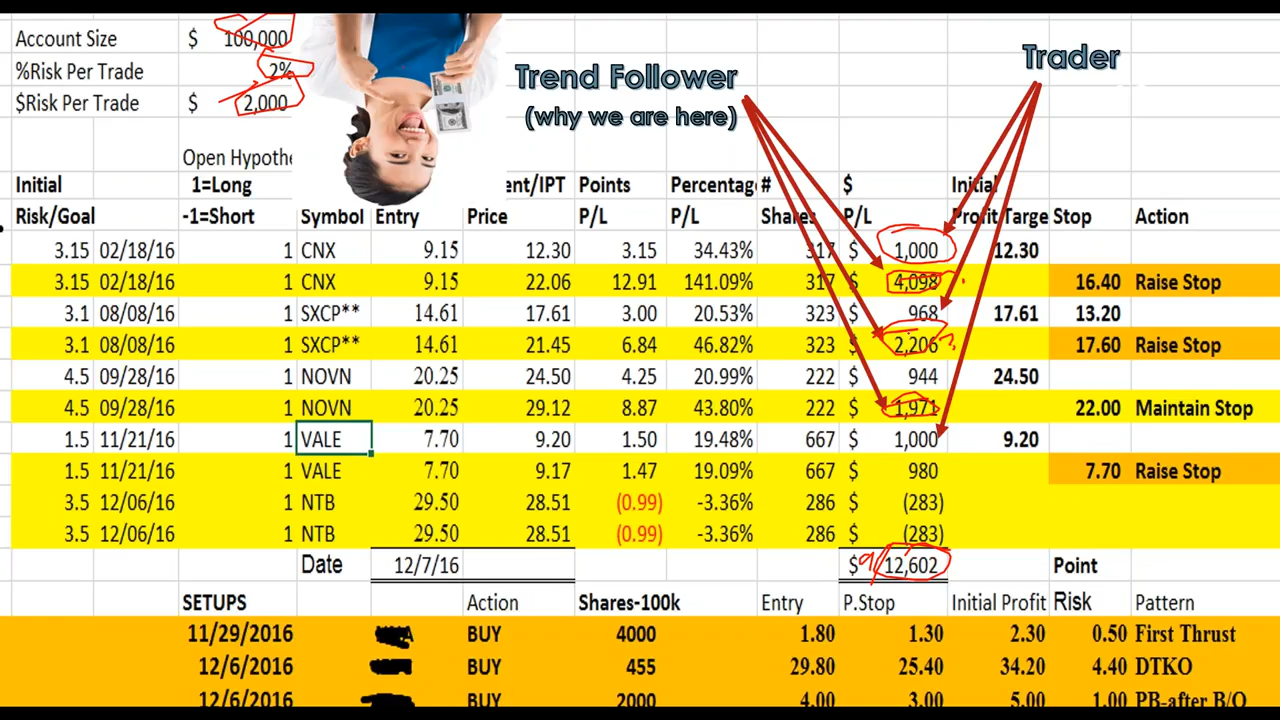 Account Size $ 100,000
%Risk Per Trade 2%
$Risk Per Trade $ 2,000
Trend Follower
(why we are here)
Trader
Open Hypothe
Initial 1=Long ent/IPT Points Percentag # $ Initial
Risk/Goal -1=Short Symbol Entry Price P/L P/L Shares P/L Profit Targe Stop Action
3.15 02/18/16 1 CNX 9.15 12.30 3.15 34.43% 317 $ 1,000 12.30
3.15 02/18/16 1 CNX 9.15 22.06 12.91 141.09% 317 $ 4,098 16.40 Raise Stop
3.1 08/08/16 1 SXCP** 14.61 17.61 3.00 20.53% 323 $ 968 17.61 13.20
3.1 08/08/16 1 SXCP** 14.61 21.45 6.84 46.82% 323 $ 2,206 17.60 Raise Stop
4.5 09/28/16 1 NOVN 20.25 24.50 4.25 20.99% 222 $ 944 24.50
4.5 09/28/16 1 NOVN 20.25 29.12 8.87 43.80% 222 $ 1,971 22.00 Maintain Stop
1.5 11/21/16 1 VALE 7.70 9.20 1.50 19.48% 667 $ 1,000 9.20
1.5 11/21/16 1 VALE 7.70 9.17 1.47 19.09% 667 $ 980 7.70 Raise Stop
3.5 12/06/16 1 NTB 29.50 28.51 (0.99) -3.36% 286 $ (283)
3.5 12/06/16 1 NTB 29.50 28.51 (0.99) -3.36% 286 $ (283)
Date 12/7/16 $ 12,602 Point
SETUPS Action Shares-100k Entry P.Stop Initial Profit Risk Pattern
11/29/2016 BUY 4000 1.80 1.30 2.30 0.50 First Thrust
12/6/2016 BUY 455 29.80 25.40 34.20 4.40 DTKO
12/6/2016 BUY 2000 4.00 3.00 5.00 1.00 PB-after B/O